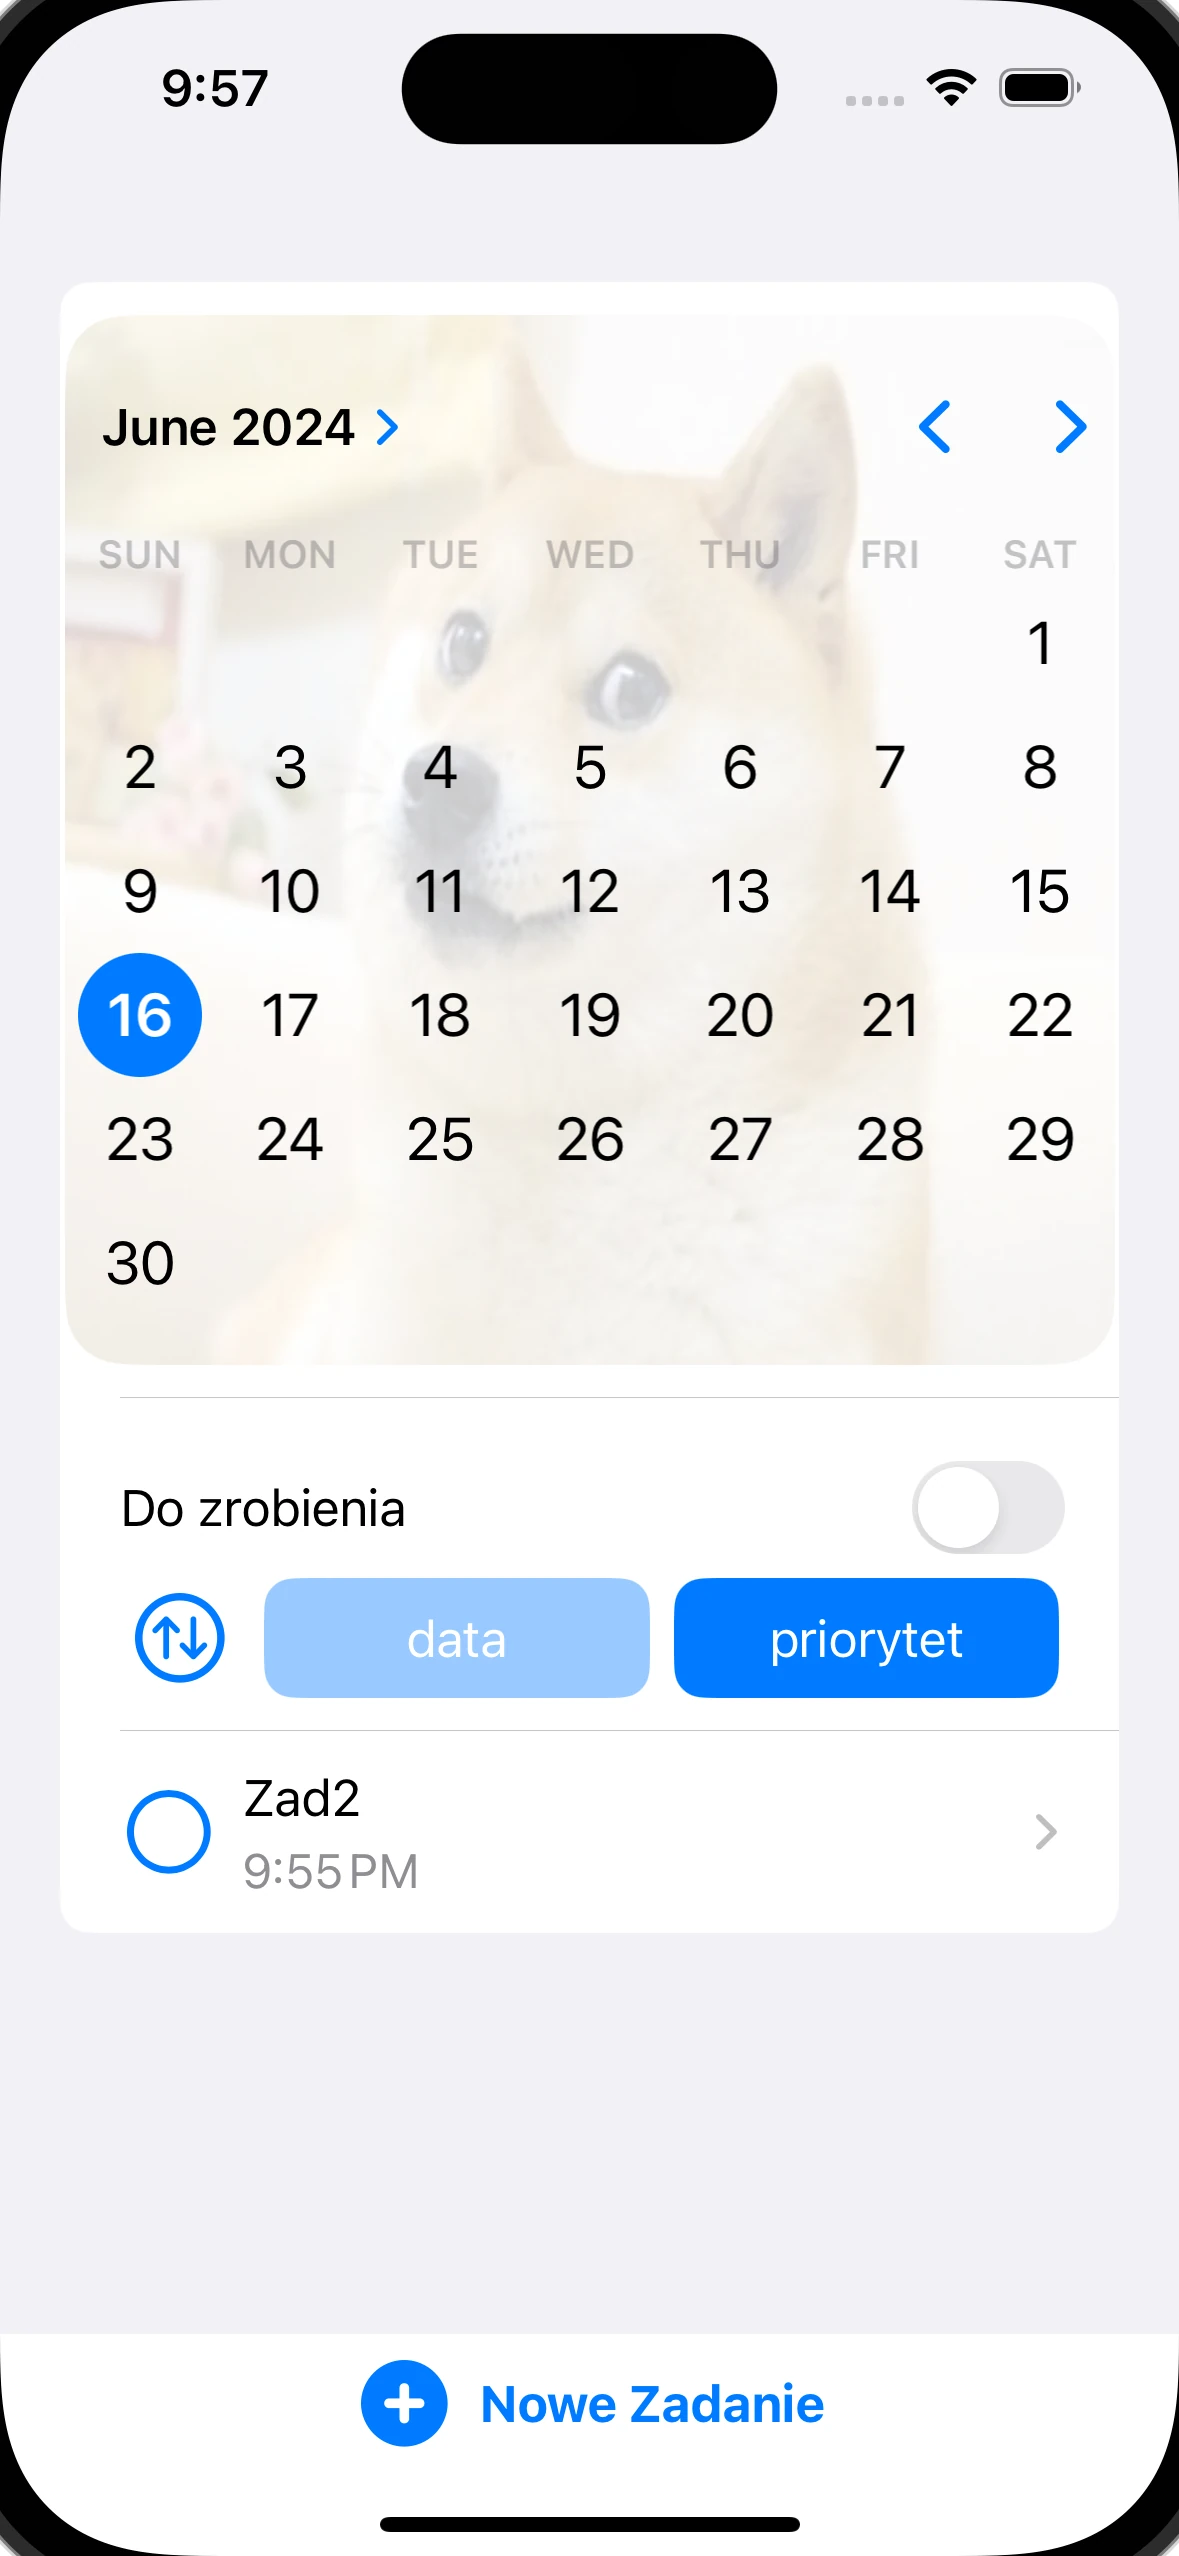 9:57
June 2024
SUN MON TUE WED THU FRI SAT
1
2 3 4 5 6 7 8
9 10 11 12 13 14 15
16 17 18 19 20 21 22
23 24 25 26 27 28 29
30
Do zrobienia
data priorytet
Zad2
9:55 PM
Nowe Zadanie